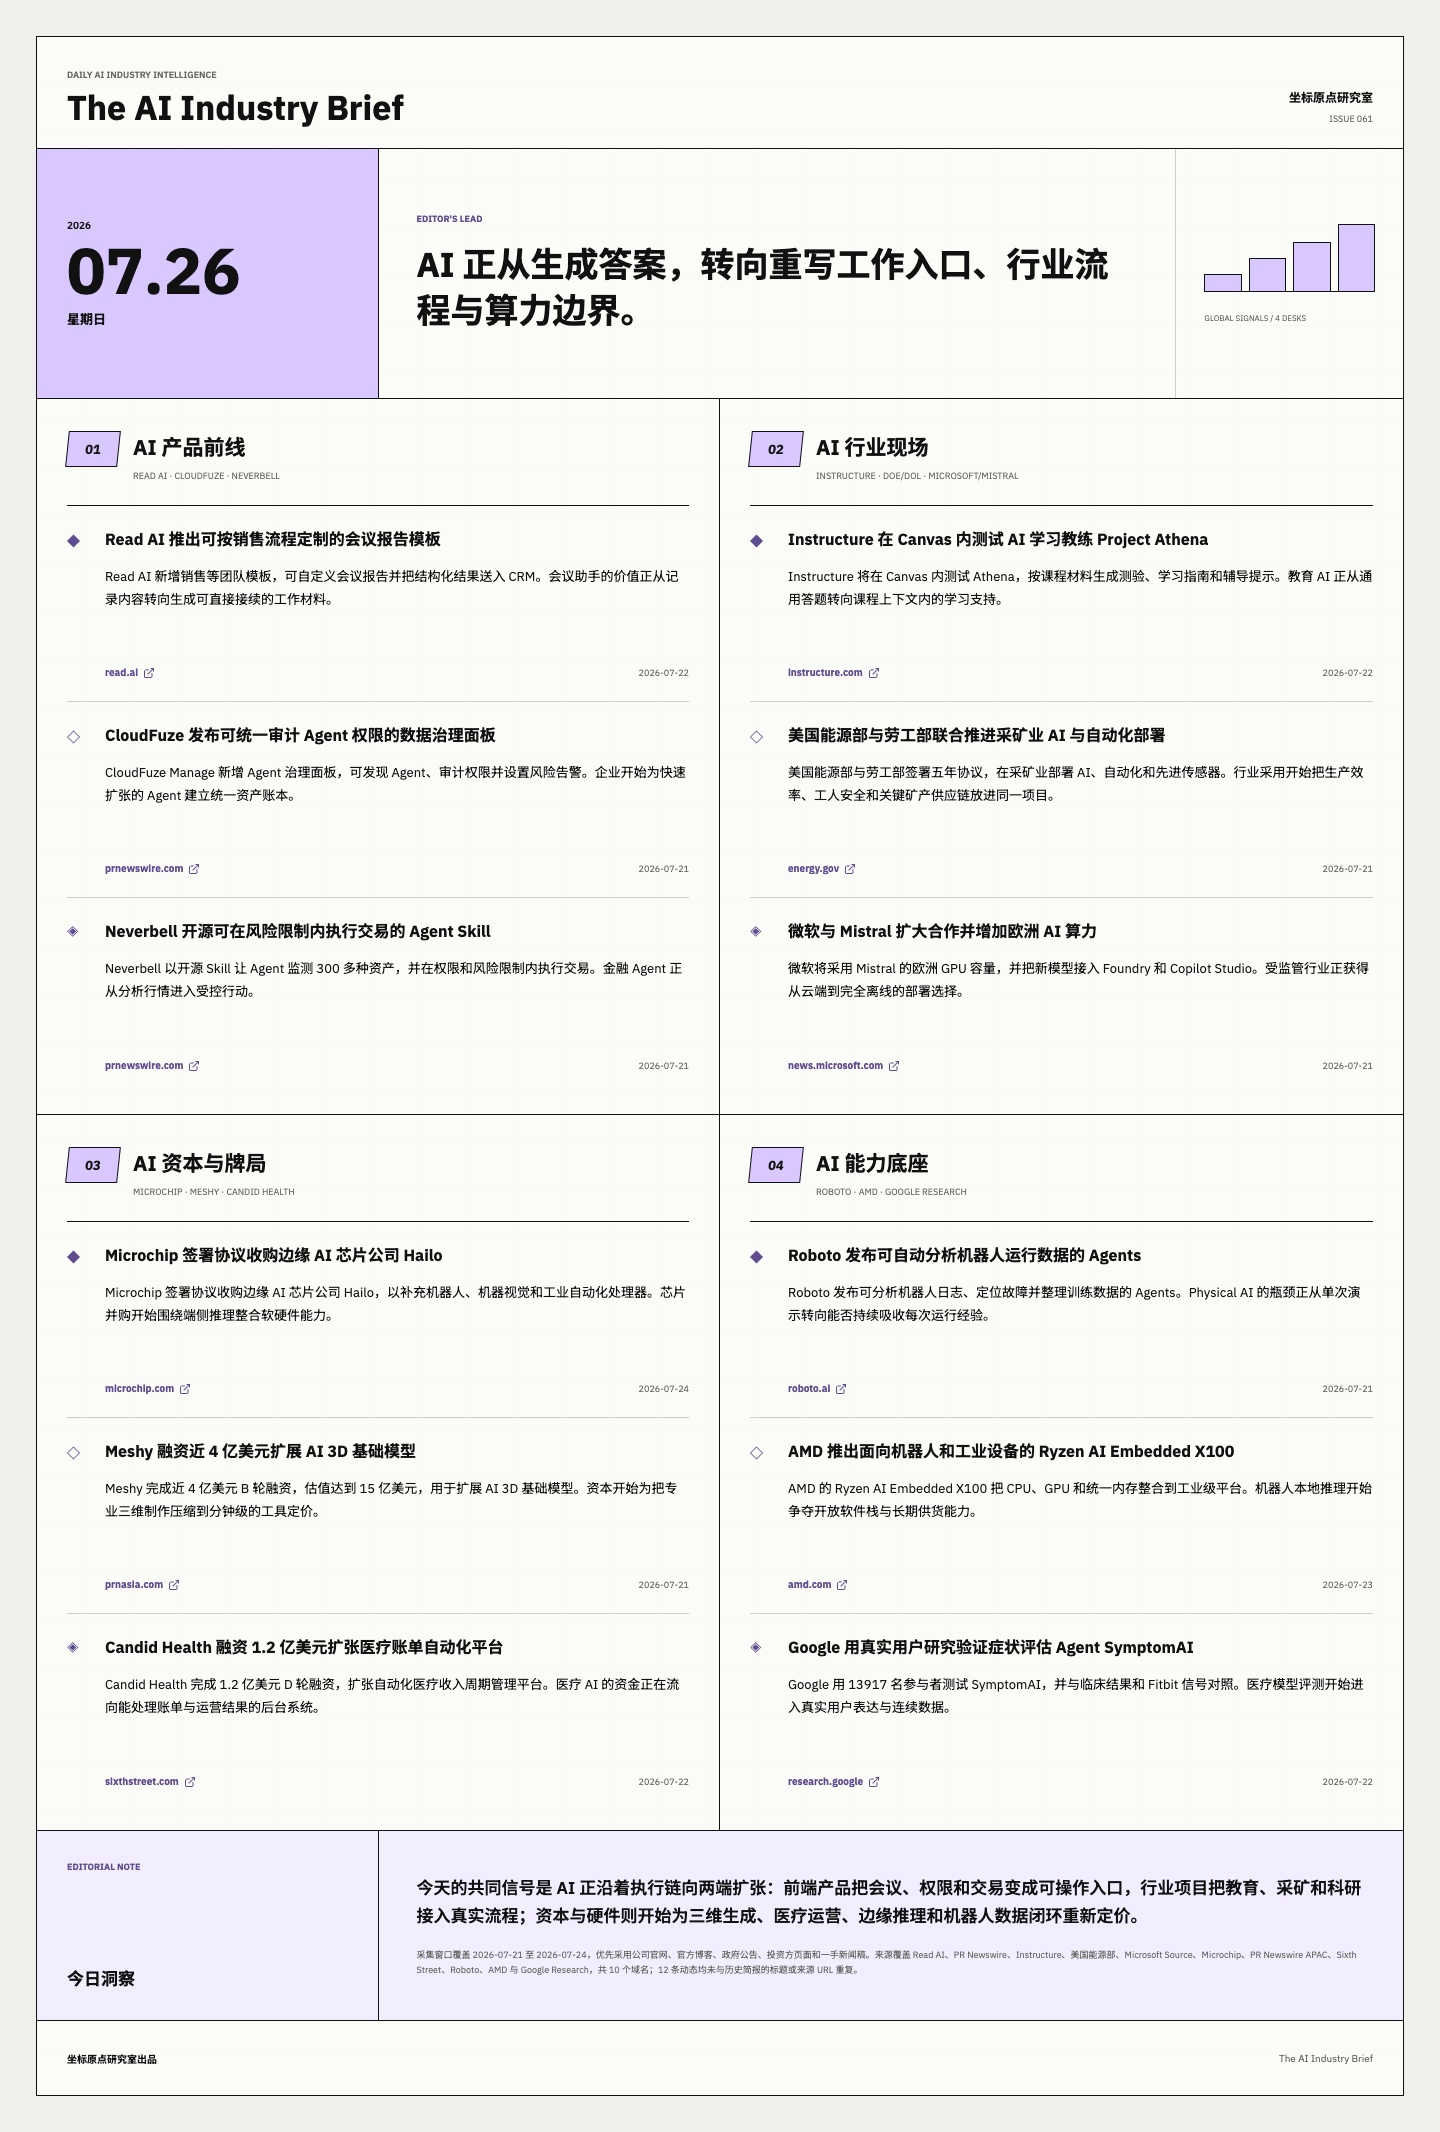 DAILY AI INDUSTRY INTELLIGENCE
The AI Industry Brief
坐标原点研究室
ISSUE 061
2026
07.26
星期日
EDITOR'S LEAD
AI 正从生成答案，转向重写工作入口、行业流
程与算力边界。
GLOBAL SIGNALS / 4 DESKS
01
AI 产品前线
READ AI · CLOUDFUZE · NEVERBELL
Read AI 推出可按销售流程定制的会议报告模板
Read AI 新增销售等团队模板，可自定义会议报告并把结构化结果送入 CRM。会议助手的价值正从记
录内容转向生成可直接接续的工作材料。
read.ai
2026-07-22
CloudFuze 发布可统一审计 Agent 权限的数据治理面板
CloudFuze Manage 新增 Agent 治理面板，可发现 Agent、审计权限并设置风险告警。企业开始为快速
扩张的 Agent 建立统一资产账本。
prnewswire.com
2026-07-21
Neverbell 开源可在风险限制内执行交易的 Agent Skill
Neverbell 以开源 Skill 让 Agent 监测 300 多种资产，并在权限和风险限制内执行交易。金融 Agent 正
从分析行情进入受控行动。
prnewswire.com
2026-07-21
02
AI 行业现场
INSTRUCTURE · DOE/DOL · MICROSOFT/MISTRAL
Instructure 在 Canvas 内测试 AI 学习教练 Project Athena
Instructure 将在 Canvas 内测试 Athena，按课程材料生成测验、学习指南和辅导提示。教育 AI 正从通
用答题转向课程上下文内的学习支持。
instructure.com
2026-07-22
美国能源部与劳工部联合推进采矿业 AI 与自动化部署
美国能源部与劳工部签署五年协议，在采矿业部署 AI、自动化和先进传感器。行业采用开始把生产效
率、工人安全和关键矿产供应链放进同一项目。
energy.gov
2026-07-21
微软与 Mistral 扩大合作并增加欧洲 AI 算力
微软将采用 Mistral 的欧洲 GPU 容量，并把新模型接入 Foundry 和 Copilot Studio。受监管行业正获得
从云端到完全离线的部署选择。
news.microsoft.com
2026-07-21
03
AI 资本与牌局
MICROCHIP · MESHY · CANDID HEALTH
Microchip 签署协议收购边缘 AI 芯片公司 Hailo
Microchip 签署协议收购边缘 AI 芯片公司 Hailo，以补充机器人、机器视觉和工业自动化处理器。芯片
并购开始围绕端侧推理整合软硬件能力。
microchip.com
2026-07-24
Meshy 融资近 4 亿美元扩展 AI 3D 基础模型
Meshy 完成近 4 亿美元 B 轮融资，估值达到 15 亿美元，用于扩展 AI 3D 基础模型。资本开始为把专
业三维制作压缩到分钟级的工具定价。
prnasia.com
2026-07-21
Candid Health 融资 1.2 亿美元扩张医疗账单自动化平台
Candid Health 完成 1.2 亿美元 D 轮融资，扩张自动化医疗收入周期管理平台。医疗 AI 的资金正在流
向能处理账单与运营结果的后台系统。
sixthstreet.com
2026-07-22
04
AI 能力底座
ROBOTO · AMD · GOOGLE RESEARCH
Roboto 发布可自动分析机器人运行数据的 Agents
Roboto 发布可分析机器人日志、定位故障并整理训练数据的 Agents。Physical AI 的瓶颈正从单次演
示转向能否持续吸收每次运行经验。
roboto.ai
2026-07-21
AMD 推出面向机器人和工业设备的 Ryzen AI Embedded X100
AMD 的 Ryzen AI Embedded X100 把 CPU、GPU 和统一内存整合到工业级平台。机器人本地推理开始
争夺开放软件栈与长期供货能力。
amd.com
2026-07-23
Google 用真实用户研究验证症状评估 Agent SymptomAI
Google 用 13917 名参与者测试 SymptomAI，并与临床结果和 Fitbit 信号对照。医疗模型评测开始进
入真实用户表达与连续数据。
research.google
2026-07-22
EDITORIAL NOTE
今日洞察
今天的共同信号是 AI 正沿着执行链向两端扩张：前端产品把会议、权限和交易变成可操作入口，行业项目把教育、采矿和科研
接入真实流程；资本与硬件则开始为三维生成、医疗运营、边缘推理和机器人数据闭环重新定价。
采集窗口覆盖 2026-07-21 至 2026-07-24，优先采用公司官网、官方博客、政府公告、投资方页面和一手新闻稿。来源覆盖 Read AI、PR Newswire、Instructure、美国能源部、Microsoft Source、Microchip、PR Newswire APAC、Sixth
Street、Roboto、AMD 与 Google Research，共 10 个域名；12 条动态均未与历史简报的标题或来源 URL 重复。
坐标原点研究室出品
The AI Industry Brief